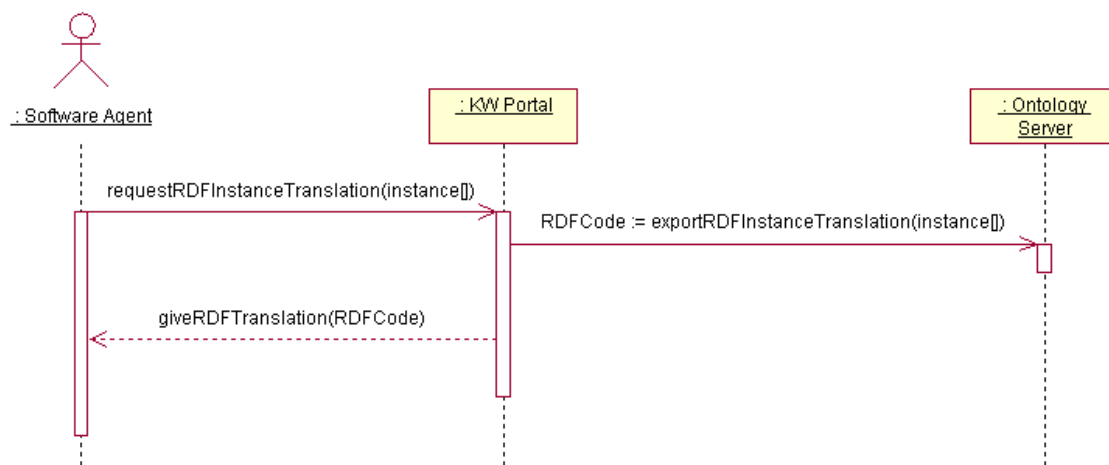 : Software Agent
: KW Portal
: Ontology
Server
requestRDFInstanceTranslation(instance[])
RDFCode := exportRDFInstanceTranslation(instance[])
giveRDFTranslation(RDFCode)